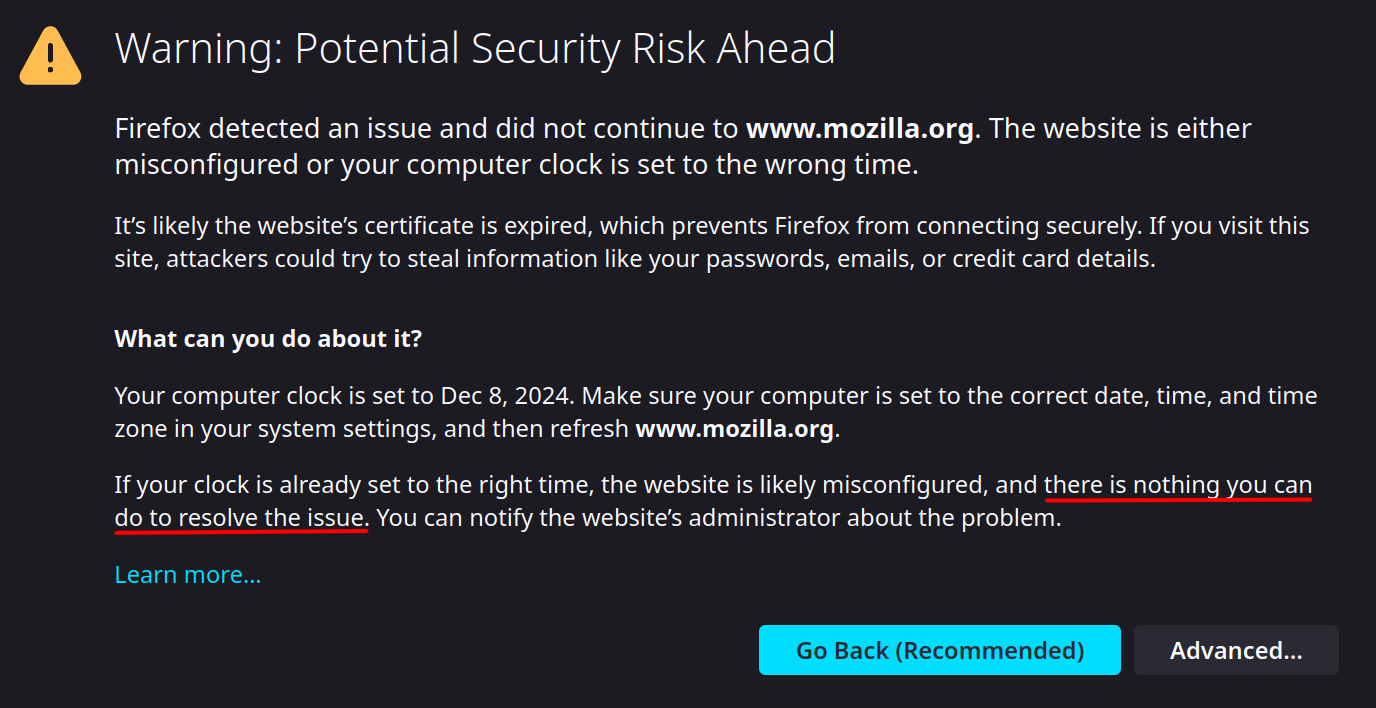 Warning: Potential Security Risk Ahead
Firefox detected an issue and did not continue to www.mozilla.org. The website is either
misconfigured or your computer clock is set to the wrong time.
It’s likely the website’s certificate is expired, which prevents Firefox from connecting securely. If you visit this
site, attackers could try to steal information like your passwords, emails, or credit card details.
What can you do about it?
Your computer clock is set to Dec 8, 2024. Make sure your computer is set to the correct date, time, and time
zone in your system settings, and then refresh www.mozilla.org.
If your clock is already set to the right time, the website is likely misconfigured, and there is nothing you can
do to resolve the issue. You can notify the website’s administrator about the problem.
Learn more…
Go Back (Recommended)
Advanced…